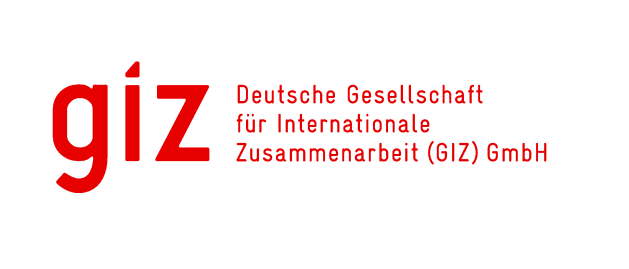 giz
Deutsche Gesellschaft
für Internationale
Zusammenarbeit (GIZ) GmbH